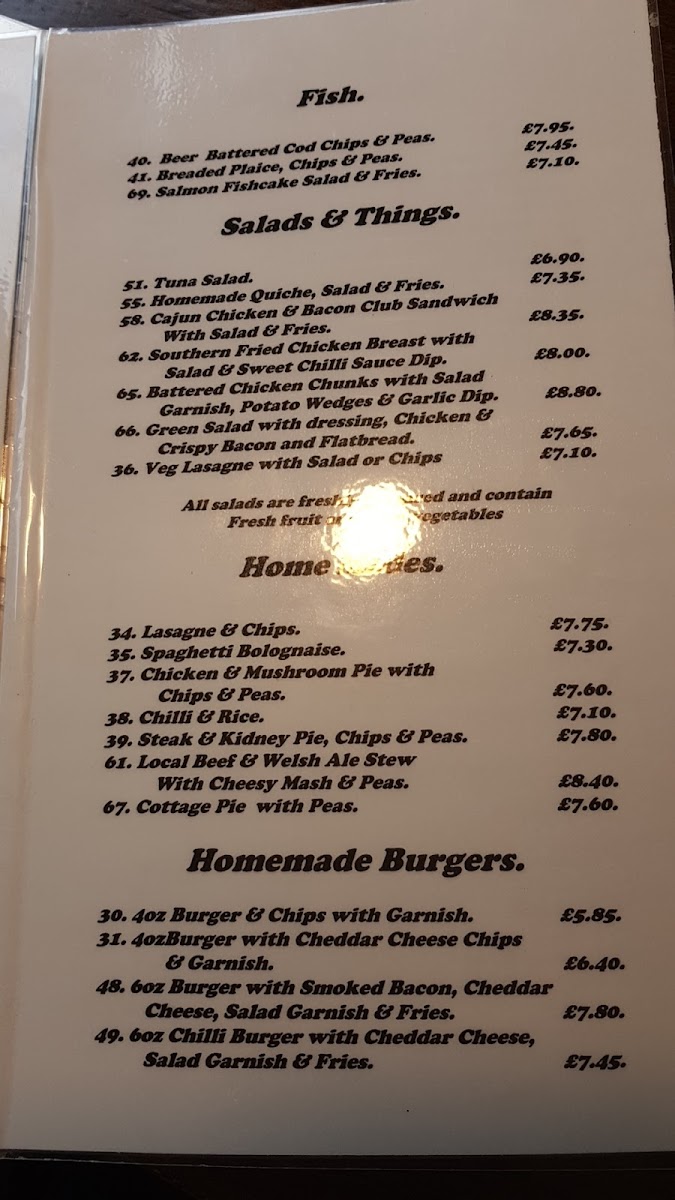 Fish.
40. Beer Battered Cod Chips & Peas. £7.95.
41. Breaded Plaice, Chips & Peas. £7.45.
69. Salmon Fishcake Salad & Fries. £7.10.
Salads & Things.
51. Tuna Salad. £6.90.
55. Homemade Quiche, Salad & Fries. £7.35.
58. Cajun Chicken & Bacon Club Sandwich
With Salad & Fries. £8.35.
62. Southern Fried Chicken Breast with
Salad & Sweet Chilli Sauce Dip. £8.00.
65. Battered Chicken Chunks with Salad
Garnish, Potato Wedges & Garlic Dip. £8.80.
66. Green Salad with dressing, Chicken &
Crispy Bacon and Flatbread. £7.65.
36. Veg Lasagne with Salad or Chips £7.10.
All salads are and contain
Fresh fruit
Home
34. Lasagne & Chips. £7.75.
35. Spaghetti Bolognaise. £7.30.
37. Chicken & Mushroom Pie with
Chips & Peas. £7.60.
38. Chilli & Rice. £7.10.
39. Steak & Kidney Pie, Chips & Peas. £7.80.
61. Local Beef & Welsh Ale Stew
With Cheesy Mash & Peas. £8.40.
67. Cottage Pie with Peas. £7.60.
Homemade Burgers.
30. 4oz Burger & Chips with Garnish. £5.85.
31. 4ozBurger with Cheddar Cheese Chips
& Garnish. £6.40.
48. 6oz Burger with Smoked Bacon, Cheddar
Cheese, Salad Garnish & Fries. £7.80.
49. 6oz Chilli Burger with Cheddar Cheese,
Salad Garnish & Fries. £7.45.